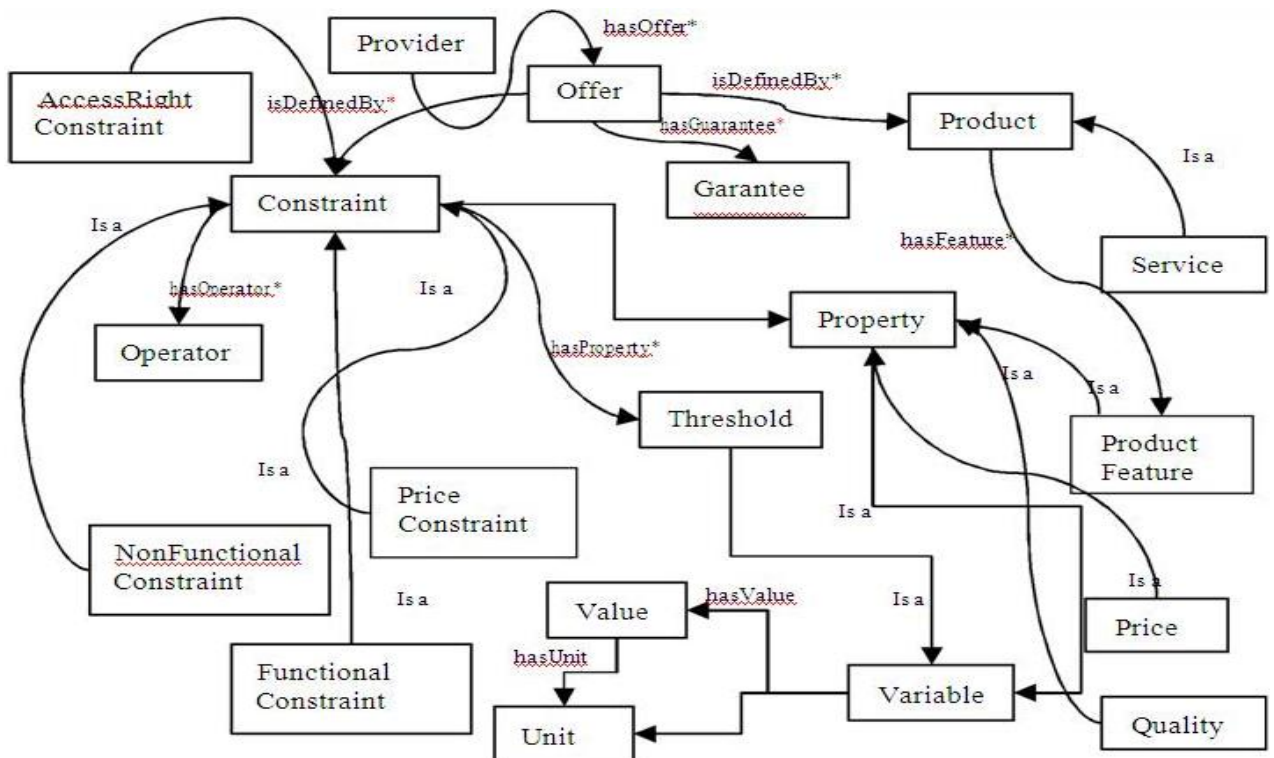 hasOffer*
Provider
AccessRight
Constraint
isDefinedBy*
Offer
isDefinedBy*
hasGuarantee*
Product
Garantee
Is a
Constraint
Is a
hasFeature*
Service
hasOperator*
Is a
Property
Operator
hasProperty*
Is a
Is a
Threshold
Product
Feature
Is a
Price
Constraint
Is a
NonFunctional
Constraint
Is a
Is a
Is a
Value
hasValue
Price
hasUnit
Functional
Constraint
Variable
Unit
Quality